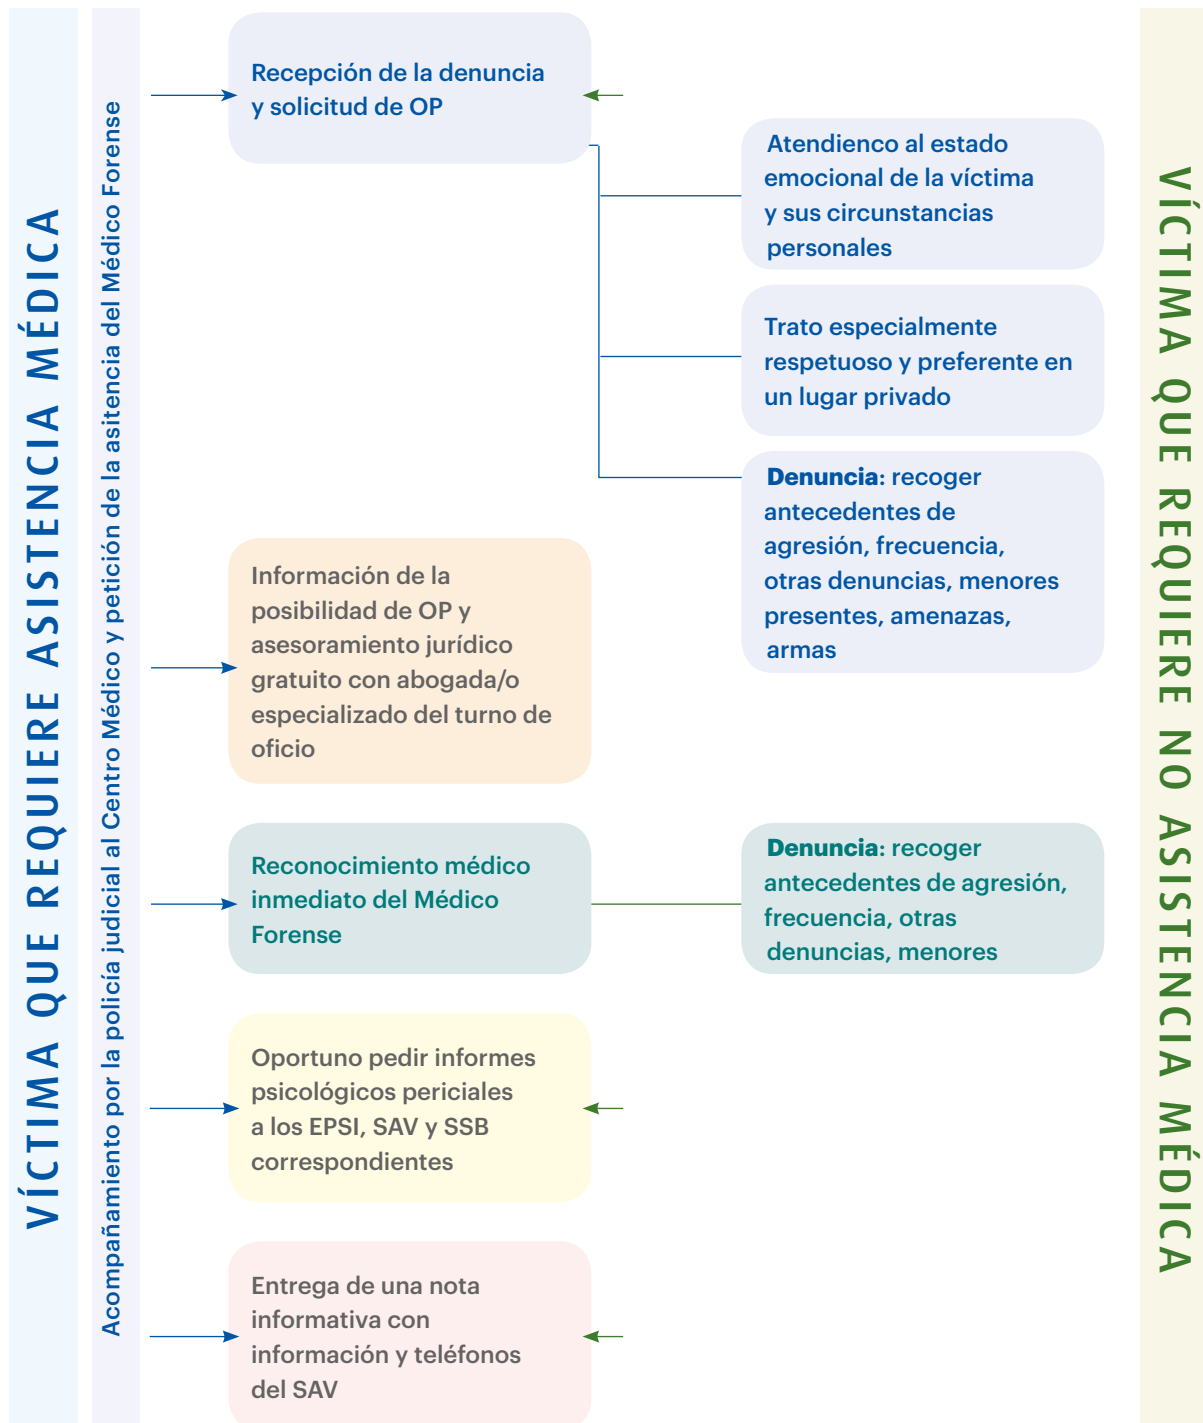 VÍCTIMA QUE REQUIERE ASISTENCIA MÉDICA
Acompañamiento por la policía judicial al Centro Médico y petición de la asitencia del Médico Forense
Recepción de la denuncia
y solicitud de OP
Atendienco al estado
emocional de la víctima
y sus circunstancias
personales
Trato especialmente
respetuoso y preferente en
un lugar privado
Denuncia: recoger
antecedentes de
agresión, frecuencia,
otras denuncias, menores
presentes, amenazas,
armas
Información de la
posibilidad de OP y
asesoramiento jurídico
gratuito con abogada/o
especializado del turno de
oficio
Reconocimiento médico
inmediato del Médico
Forense
Denuncia: recoger
antecedentes de agresión,
frecuencia, otras
denuncias, menores
Oportuno pedir informes
psicológicos periciales
a los EPSI, SAV y SSB
correspondientes
Entrega de una nota
informativa con
información y teléfonos
del SAV
VÍCTIMA QUE REQUIERE NO ASISTENCIA MÉDICA